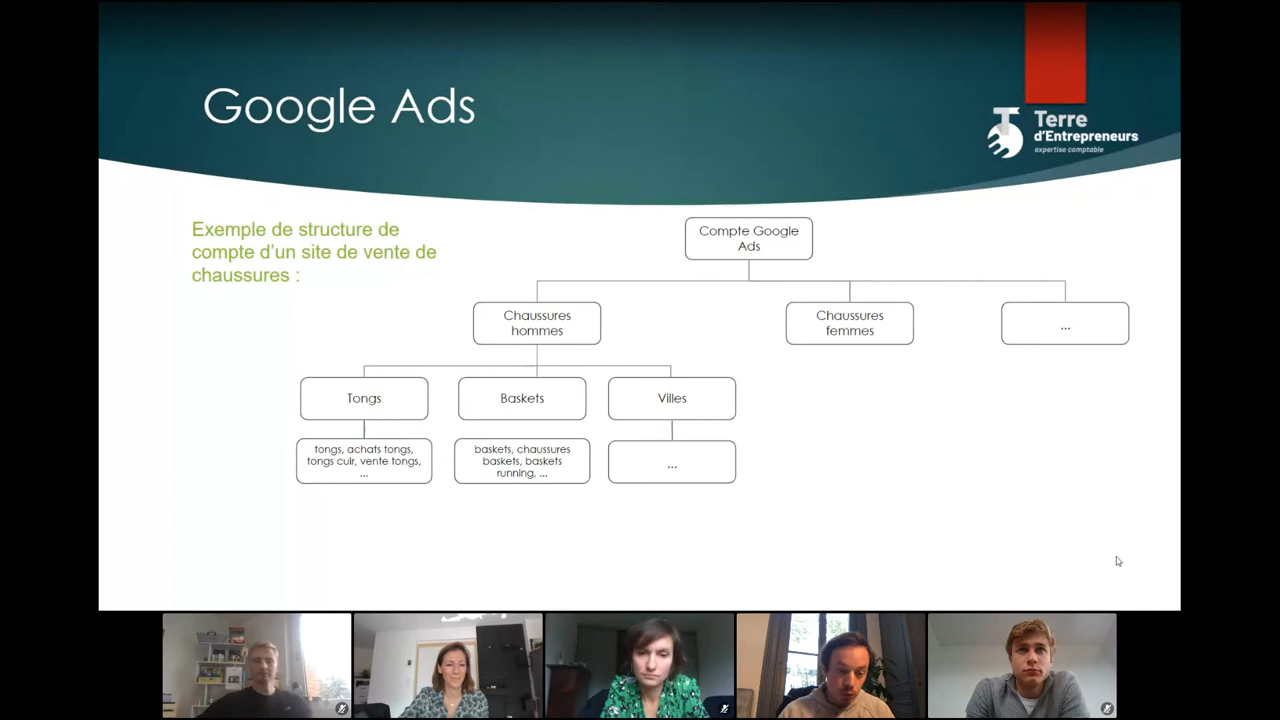 Google Ads
Terre
d'Entrepreneurs
expertise comptable
Exemple de structure de
compte d'un site de vente de
chaussures :
Compte Google
Ads
Chaussures
hommes
Chaussures
femmes
...
Tongs
Baskets
Villes
tongs, achats tongs,
tongs cuir, vente tongs,
...
baskets, chaussures
baskets, baskets
running, ...
...